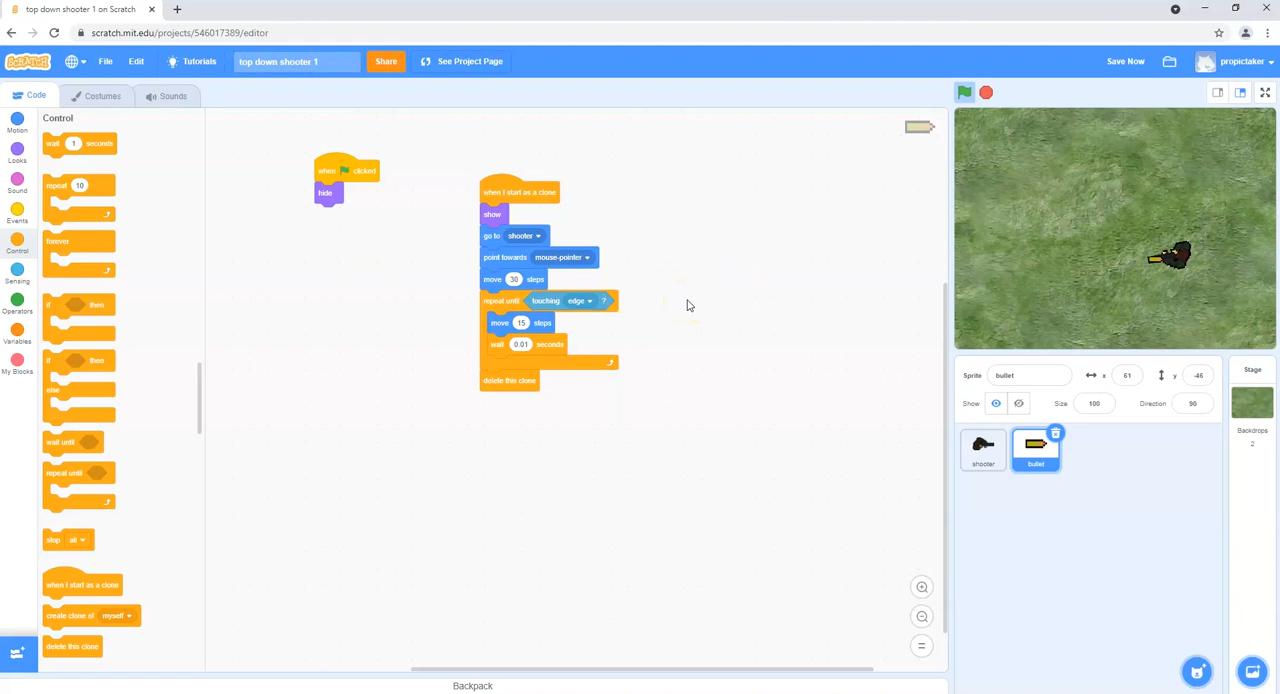 top down shooter 1 on Scratch
scratch.mit.edu/projects/546017389/editor
SCRATCH File Edit Tutorials top down shooter 1 Share See Project Page Save Now propictaker
Code Costumes Sounds
Motion
Looks
Sound
Events
Control
Sensing
Operators
Variables
My Blocks
Control
wait 1 seconds
repeat 10
forever
if then
if then
else
wait until
repeat until
stop all
when I start as a clone
create clone of myself
delete this clone
when clicked
hide
when I start as a clone
show
go to shooter
point towards mouse-pointer
move 30 steps
repeat until touching edge ?
move 15 steps
wait 0.01 seconds
delete this clone
Sprite bullet x 61 y -46
Show Size 100 Direction 90
shooter
bullet
Stage
Backdrops
2
Backpack